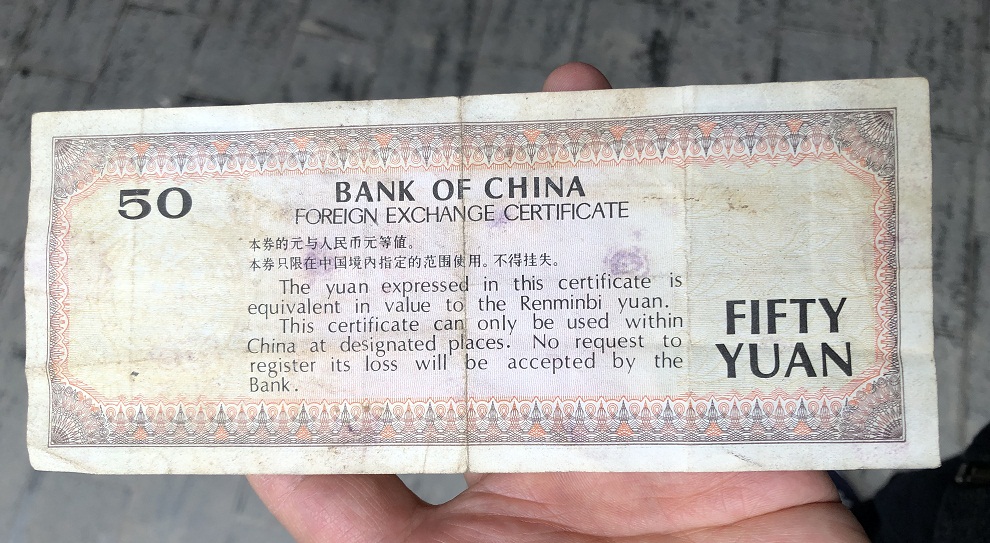 50
BANK OF CHINA
FOREIGN EXCHANGE CERTIFICATE
本券的元与人民币元等值。
本券只限在中国境内指定的范围使用。不得挂失。
The yuan expressed in this certificate is
equivalent in value to the Renminbi yuan.
This certificate can only be used within
China at designated places. No request to
register its loss will be accepted by the
Bank.
FIFTY
YUAN